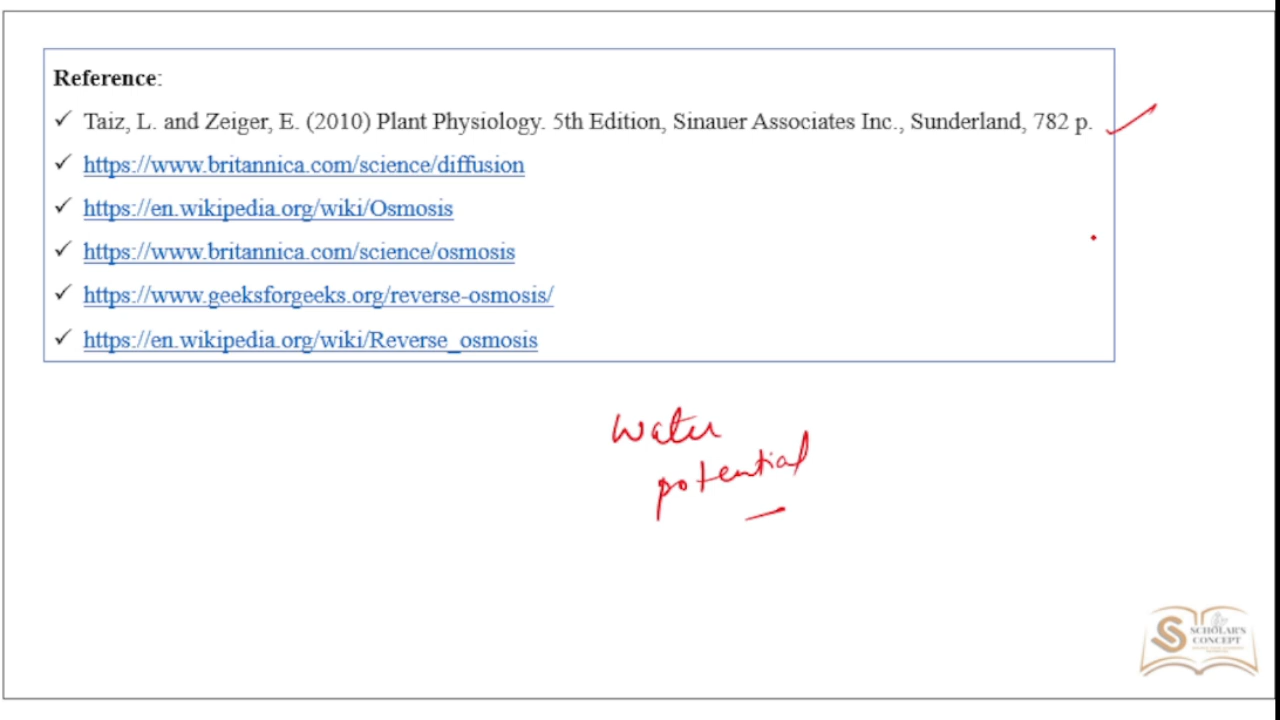 Reference:
✓ Taiz, L. and Zeiger, E. (2010) Plant Physiology. 5th Edition, Sinauer Associates Inc., Sunderland, 782 p.
✓ https://www.britannica.com/science/diffusion
✓ https://en.wikipedia.org/wiki/Osmosis
✓ https://www.britannica.com/science/osmosis
✓ https://www.geeksforgeeks.org/reverse-osmosis/
✓ https://en.wikipedia.org/wiki/Reverse_osmosis
water
potential
SCHOLAR'S
CONCEPT